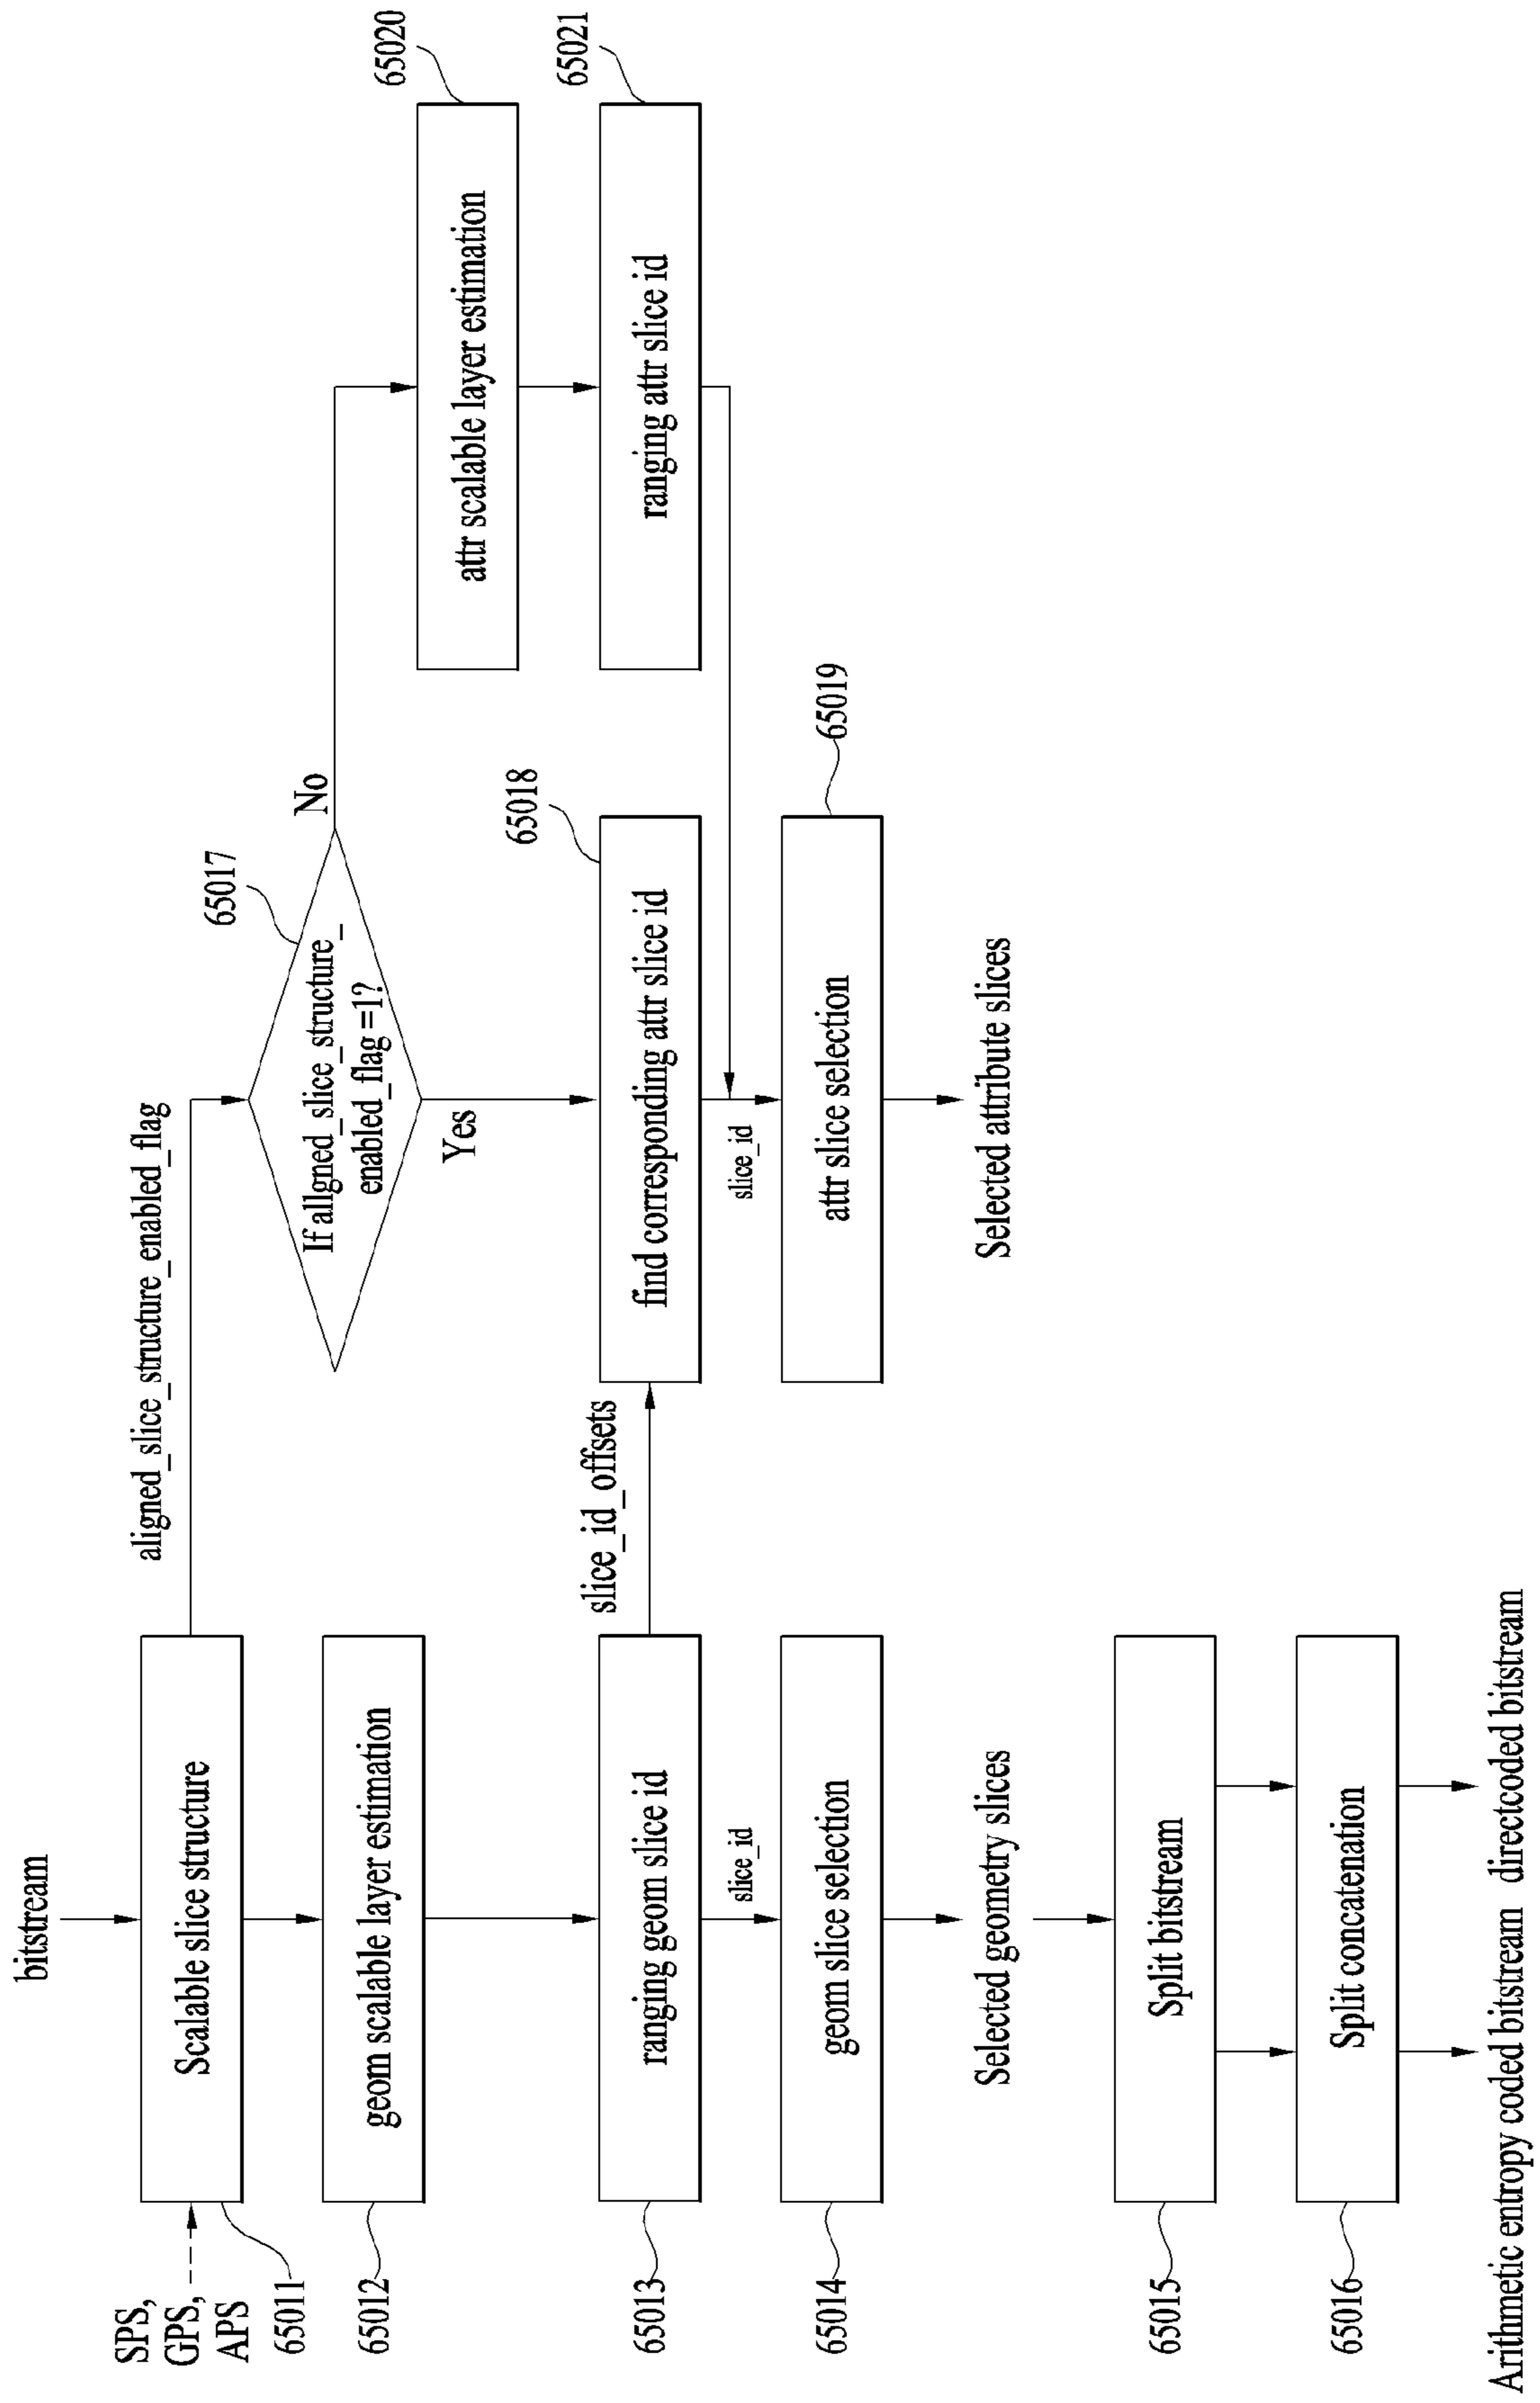 bitstream
SPS,
GPS,
APS
65011
Scalable slice structure
aligned_slice_structure_enabled_flag
65017
If allgned_slice_structure_
enabled_flag =1?
No
Yes
65012
geom scalable layer estimation
65020
attr scalable layer estimation
65013
ranging geom slice id
slice_id_offsets
65018
find corresponding attr slice id
65021
ranging attr slice id
slice_id
slice_id
65014
geom slice selection
attr slice selection
65019
Selected geometry slices
Selected attribute slices
65015
Split bitstream
65016
Split concatenation
Arithmetic entropy coded bitstream
directcoded bitstream